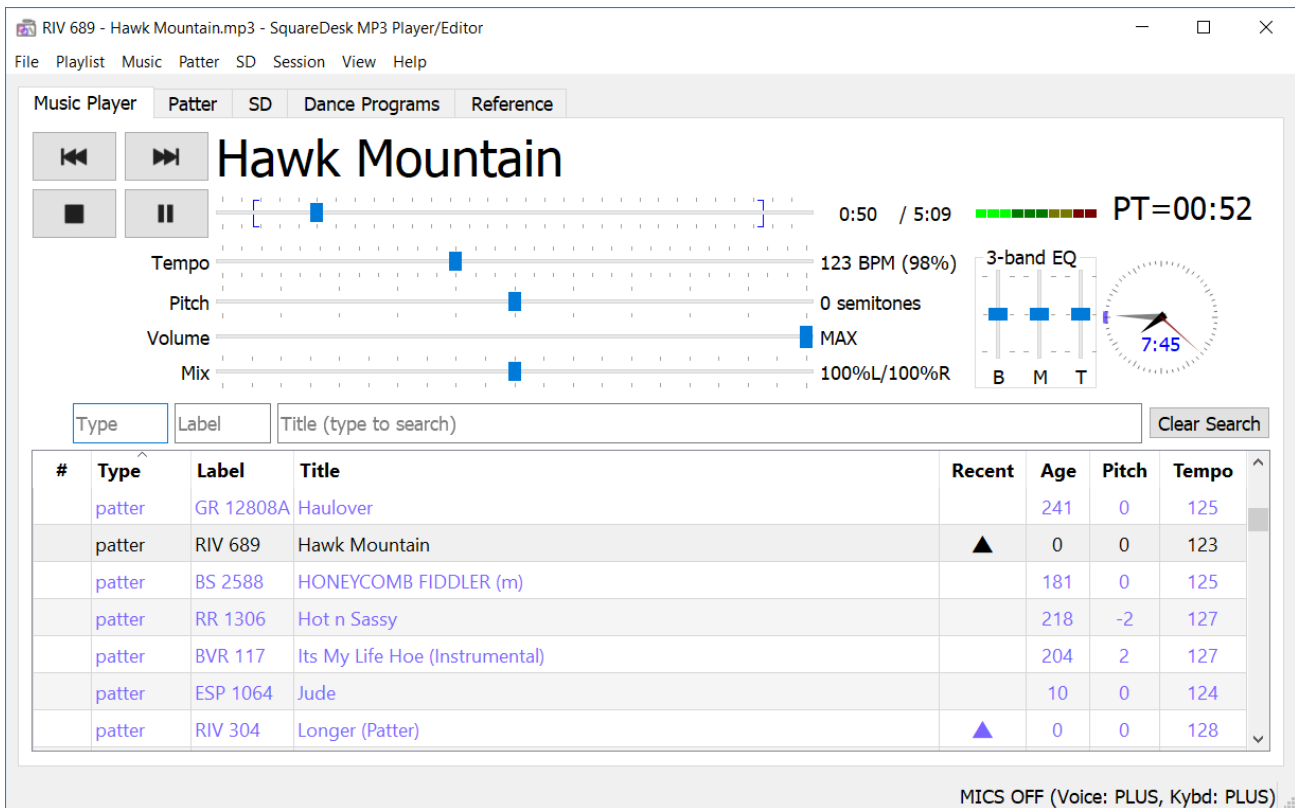 RIV 689 - Hawk Mountain.mp3 - SquareDesk MP3 Player/Editor
File Playlist Music Patter SD Session View Help
Music Player Patter SD Dance Programs Reference
Hawk Mountain
0:50 / 5:09 PT=00:52
Tempo 123 BPM (98%) 3-band EQ
Pitch 0 semitones
Volume MAX 7:45
Mix 100%L/100%R B M T
Type Label Title (type to search) Clear Search
# Type Label Title Recent Age Pitch Tempo
patter GR 12808A Haulover 241 0 125
patter RIV 689 Hawk Mountain ▲ 0 0 123
patter BS 2588 HONEYCOMB FIDDLER (m) 181 0 125
patter RR 1306 Hot n Sassy 218 -2 127
patter BVR 117 Its My Life Hoe (Instrumental) 204 2 127
patter ESP 1064 Jude 10 0 124
patter RIV 304 Longer (Patter) ▲ 0 0 128
MICS OFF (Voice: PLUS, Kybd: PLUS)